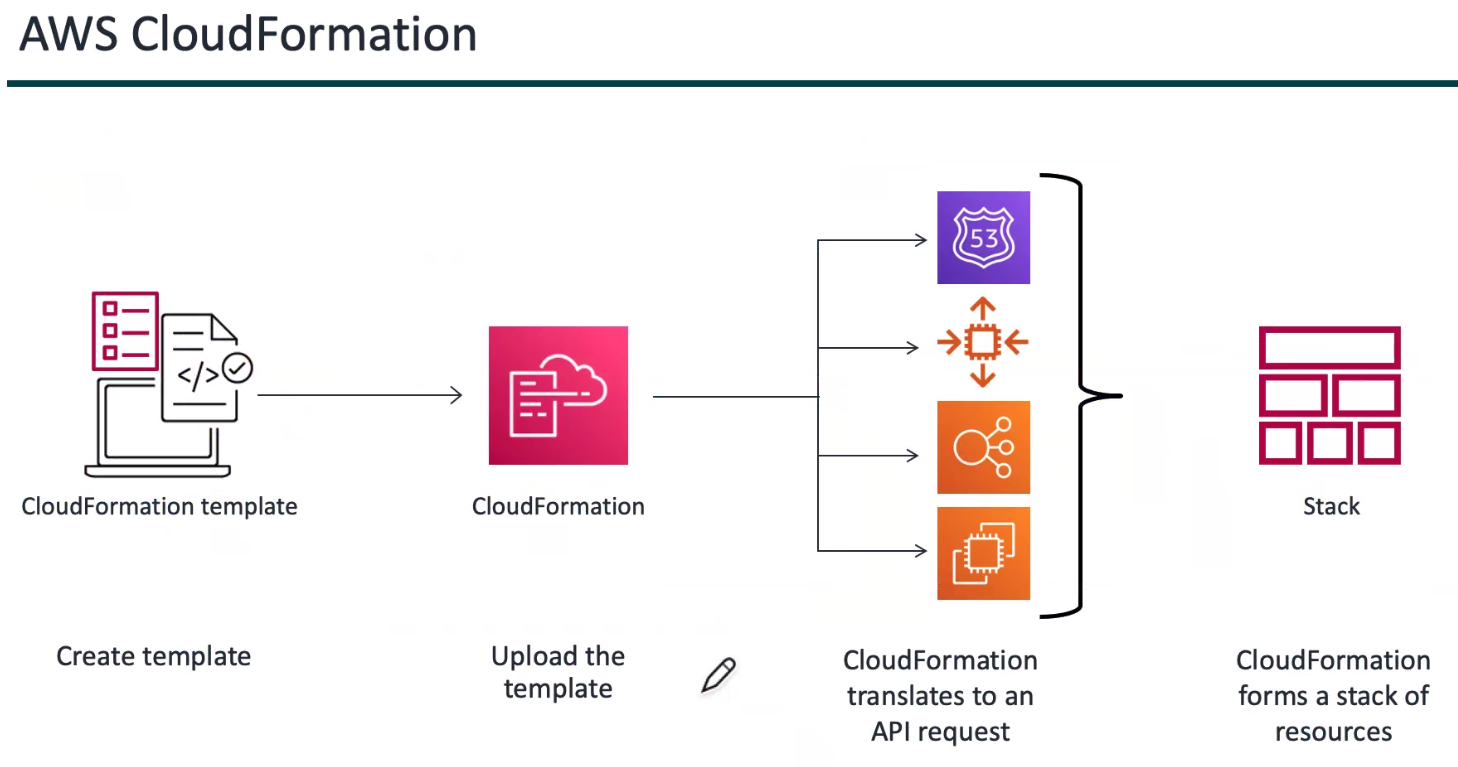 AWS CloudFormation
53
</>
CloudFormation template
CloudFormation
Stack
Create template
Upload the
template
CloudFormation
translates to an
API request
CloudFormation
forms a stack of
resources